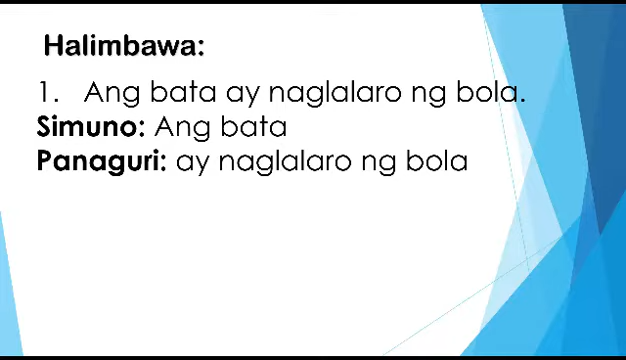 Halimbawa:
1. Ang bata ay naglalaro ng bola.
Simuno: Ang bata
Panaguri: ay naglalaro ng bola